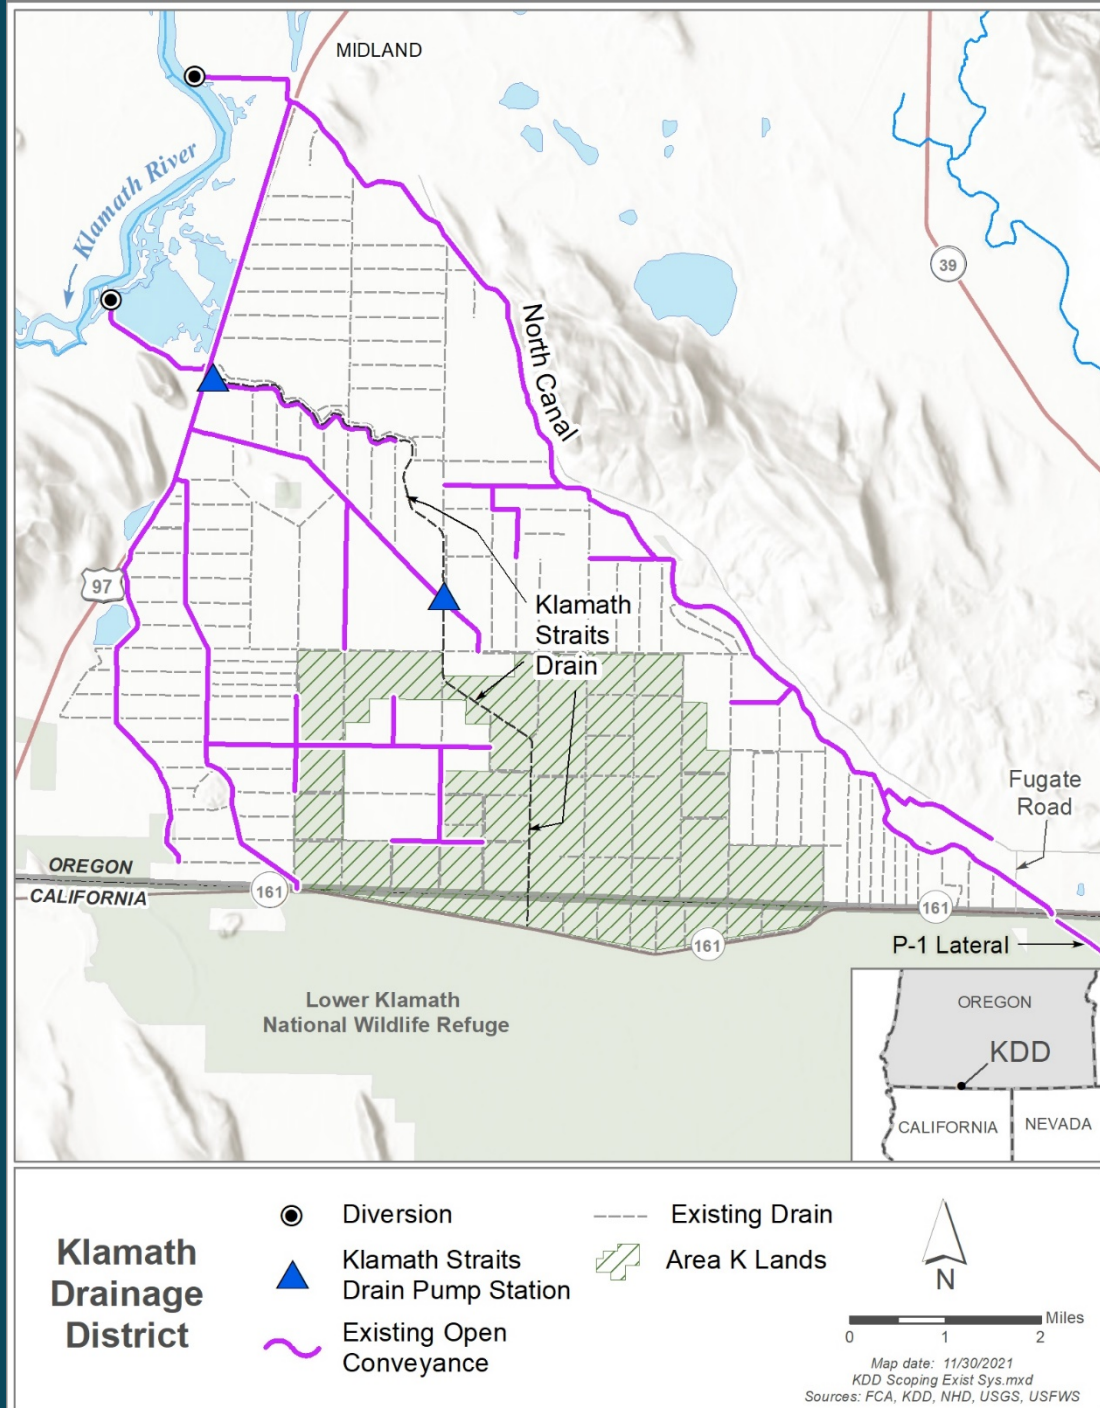 MIDLAND
Klamath River
39
North Canal
97
Klamath
Straits
Drain
Fugate
Road
OREGON
CALIFORNIA
161
161
161
P-1 Lateral
Lower Klamath
National Wildlife Refuge
OREGON
KDD
CALIFORNIA
NEVADA
Klamath
Drainage
District
Diversion
Klamath Straits
Drain Pump Station
Existing Open
Conveyance
Existing Drain
Area K Lands
N
Miles
0 1 2
Map date: 11/30/2021
KDD Scoping Exist Sys.mxd
Sources: FCA, KDD, NHD, USGS, USFWS